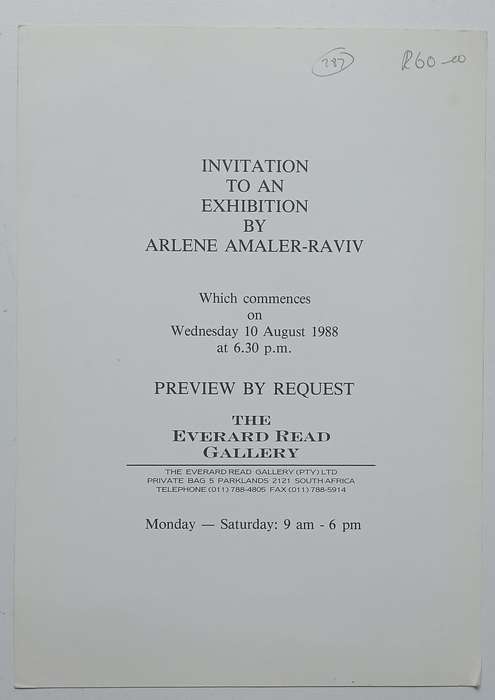 287 R60-00
INVITATION
TO AN
EXHIBITION
BY
ARLENE AMALER-RAVIV
Which commences
on
Wednesday 10 August 1988
at 6.30 p.m.
PREVIEW BY REQUEST
THE
EVERARD READ
GALLERY
THE EVERARD READ GALLERY (PTY) LTD
PRIVATE BAG 5 PARKLANDS 2121 SOUTH AFRICA
TELEPHONE (011) 788-4805 FAX (011) 788-5914
Monday — Saturday: 9 am - 6 pm